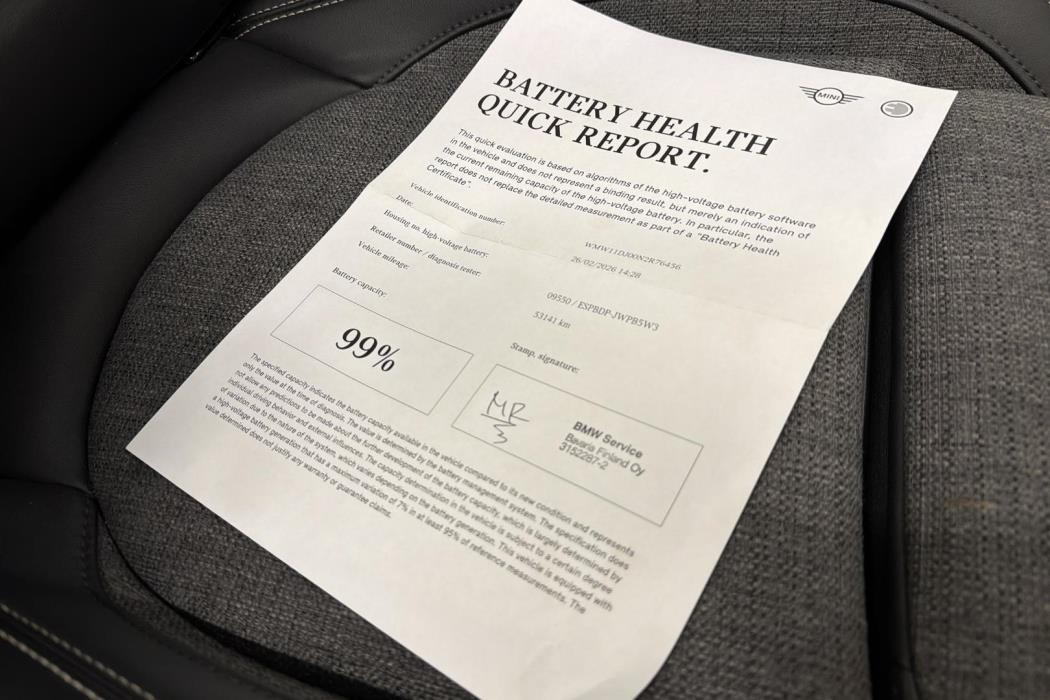 MINI
BATTERY HEALTH
QUICK REPORT.
This quick evaluation is based on algorithms of the high-voltage battery software
in the vehicle and does not represent a binding result, but merely an indication of
the current remaining capacity of the high-voltage battery. In particular, the
report does not replace the detailed measurement as part of a "Battery Health
Certificate".
Vehicle identification number: WMW11DJ00N2R76456
Date: 26/02/2026 14:28
Housing no. high-voltage battery:
Retailer number / diagnosis tester: 09550 / ESPBDP-JWPB5W3
Vehicle mileage: 53141 km
Battery capacity:
Stamp, signature:
99%
MP
BMW Service
Bavaria Finland Oy
3152287-2
The specified capacity indicates the battery capacity available in the vehicle compared to its new condition and represents
only the value at the time of diagnosis. The value is determined by the battery management system. The specification does
not allow any predictions to be made about the further development of the battery capacity, which is largely determined by
individual driving behavior and external influences. The capacity determination in the vehicle is subject to a certain degree
of variation due to the nature of the system, which varies depending on the battery generation. This vehicle is equipped with
a high-voltage battery generation that has a maximum variation of 7% in at least 95% of reference measurements. The
value determined does not justify any warranty or guarantee claims.